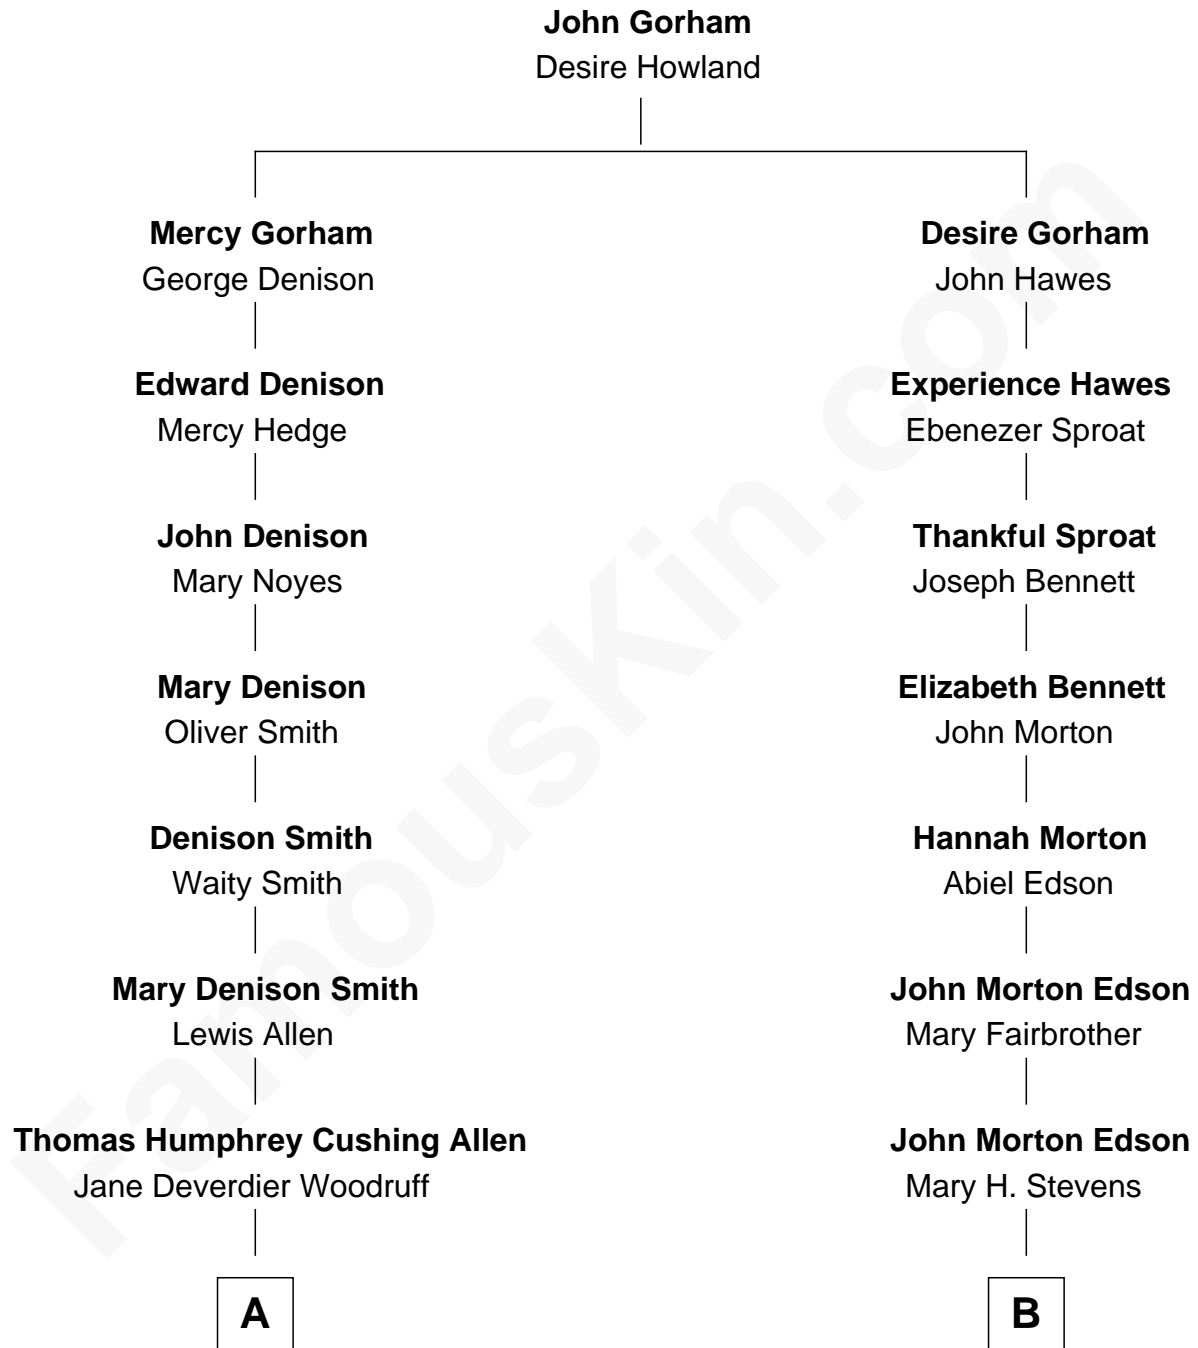 John Gorham
Desire Howland
Mercy Gorham
George Denison
Desire Gorham
John Hawes
Edward Denison
Mercy Hedge
Experience Hawes
Ebenezer Sproat
John Denison
Mary Noyes
Thankful Sproat
Joseph Bennett
Mary Denison
Oliver Smith
Elizabeth Bennett
John Morton
Denison Smith
Waity Smith
Hannah Morton
Abiel Edson
Mary Denison Smith
Lewis Allen
John Morton Edson
Mary Fairbrother
Thomas Humphrey Cushing Allen
Jane Deverdier Woodruff
John Morton Edson
Mary H. Stevens
A
B
FamousKin.com